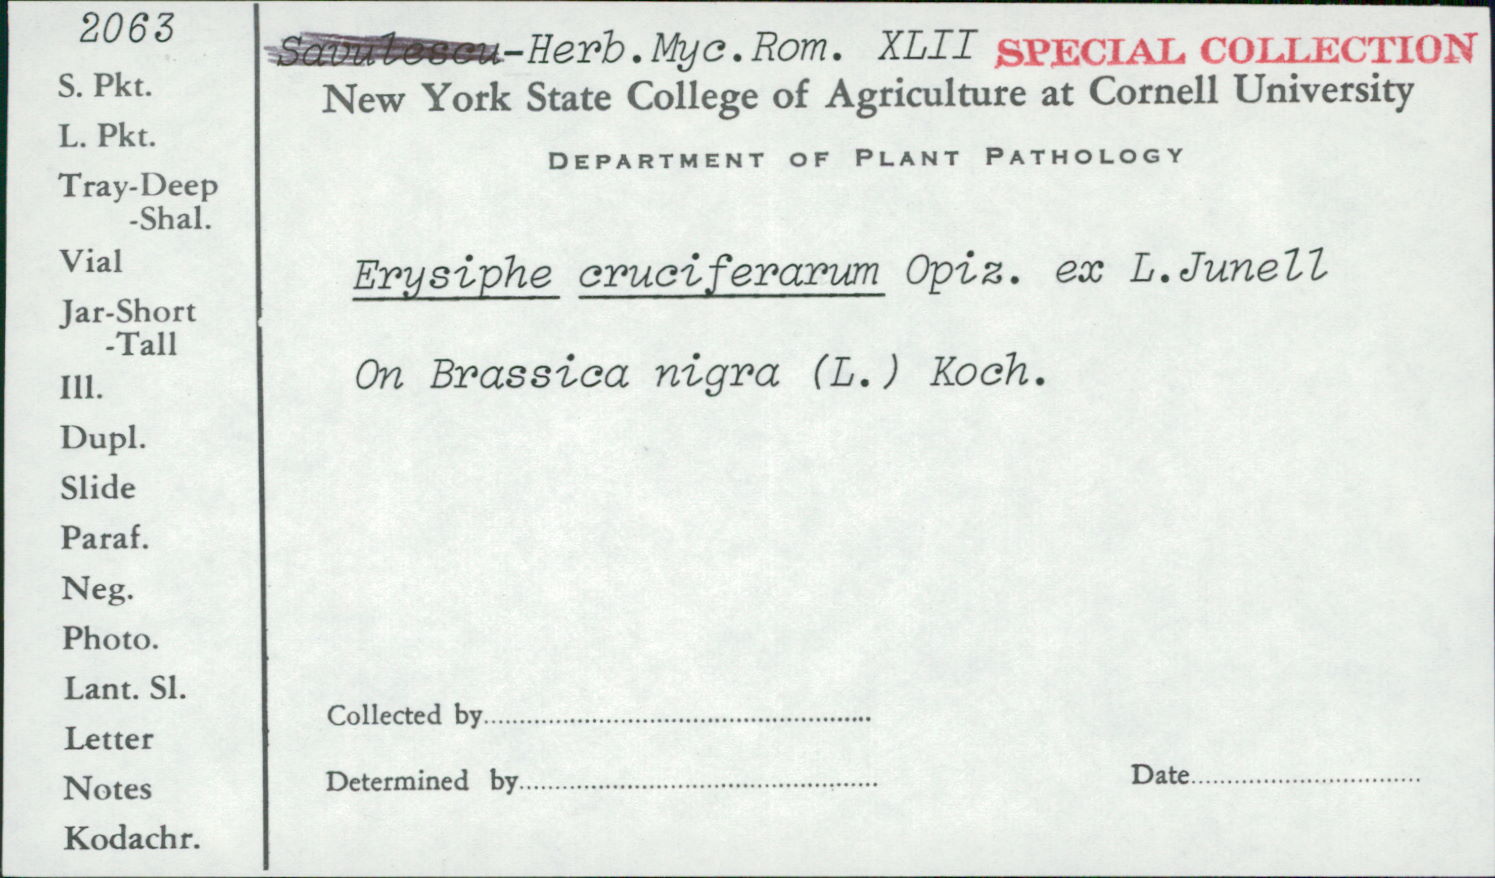 2063
Savulescu-Herb.Myc.Rom. XLII SPECIAL COLLECTION
New York State College of Agriculture at Cornell University
DEPARTMENT OF PLANT PATHOLOGY
S. Pkt.
L. Pkt.
Tray-Deep
-Shal.
Vial
Jar-Short
-Tall
Ill.
Dupl.
Slide
Paraf.
Neg.
Photo.
Lant. Sl.
Letter
Notes
Kodachr.
Erysiphe cruciferarum Opiz. ex L.Junell
On Brassica nigra (L.) Koch.
Collected by
Determined by
Date